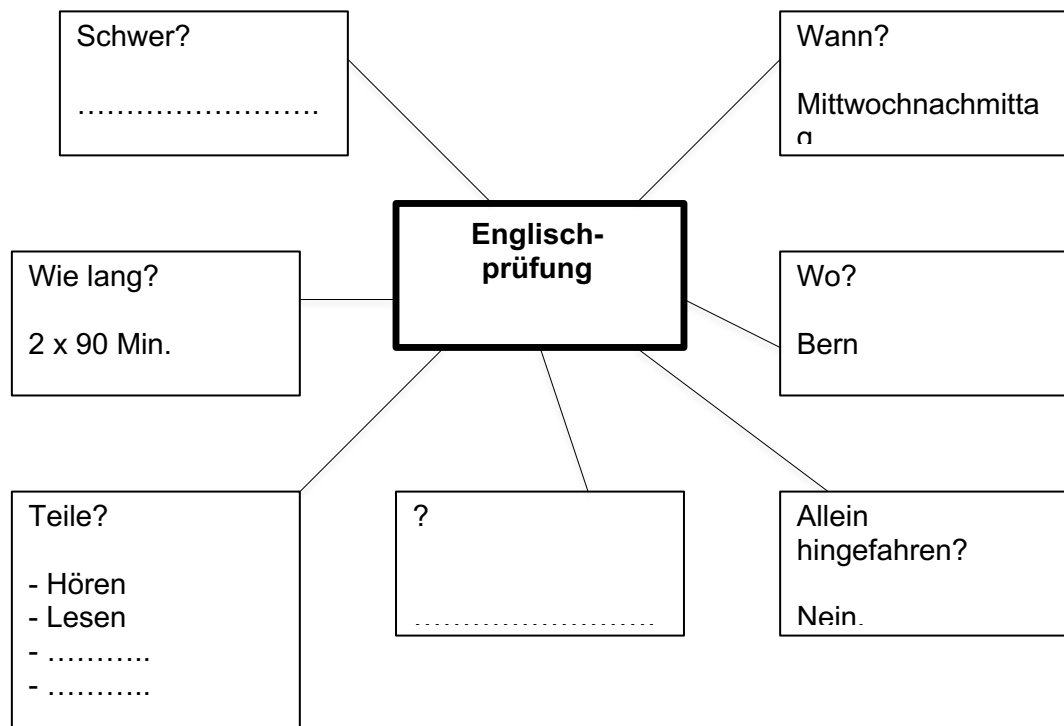 Schwer?
……………………
Wann?
Mittwochnachmitta
g
Englisch-
prüfung
Wie lang?
2 x 90 Min.
Wo?
Bern
Teile?
- Hören
- Lesen
- ………..
- ………..
?
……………………
Allein
hingefahren?
Nein.